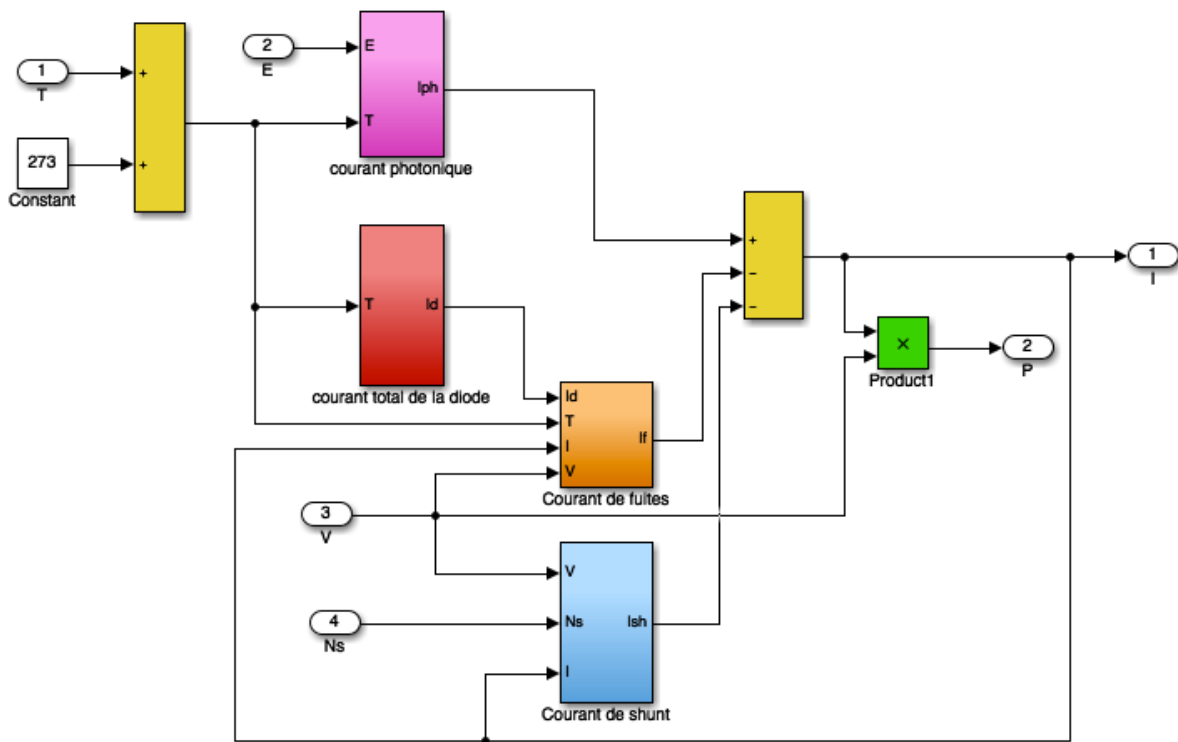 1
T
273
Constant
+
+
2
E
E
T
Iph
courant photonique
T
Id
courant total de la diode
Id
T
I
V
If
Courant de fuites
3
V
4
Ns
V
Ns
I
Ish
Courant de shunt
+
−
−
×
Product1
1
I
2
P